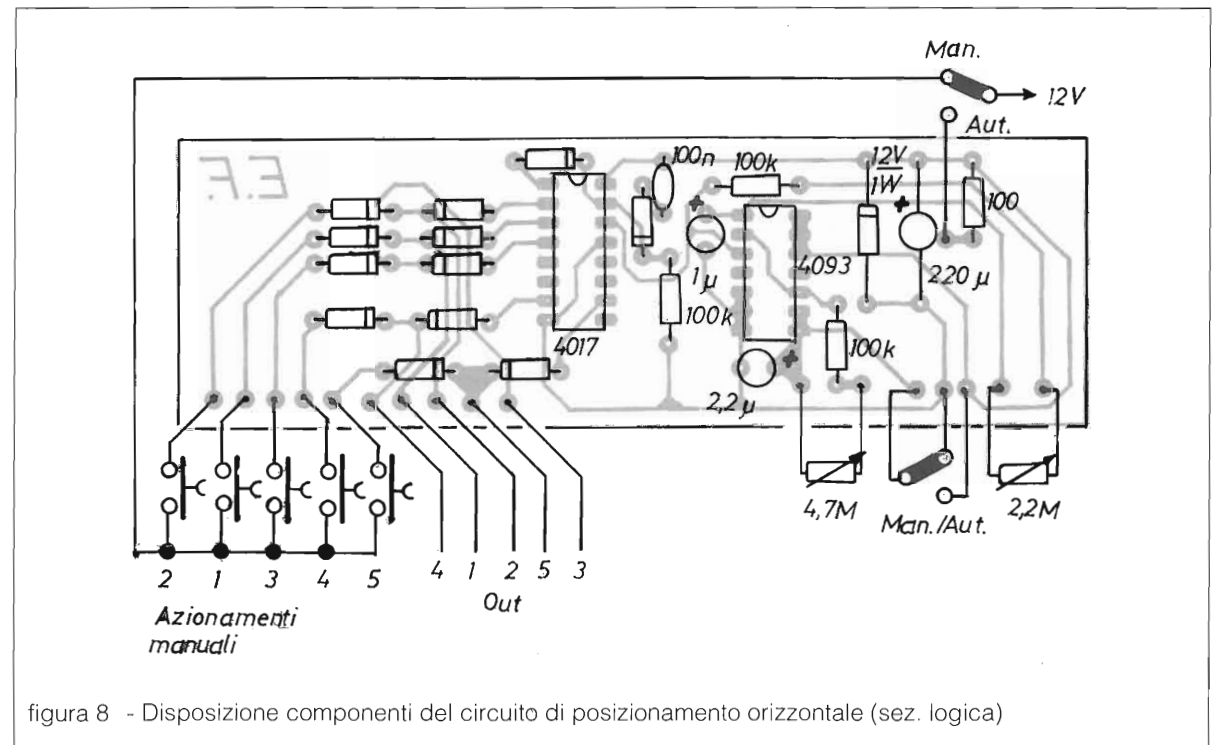 Man.
12V
Aut.
E.F.
100n
100k
12V
1W
100
+
+
4093
1µ
220µ
100k
4017
100k
+
2,2µ
4,7M
Man./Aut.
2,2M
2 1 3 4 5
4 1 2 5 3
Out
Azionamenti
manuali
figura 8 - Disposizione componenti del circuito di posizionamento orizzontale (sez. logica)